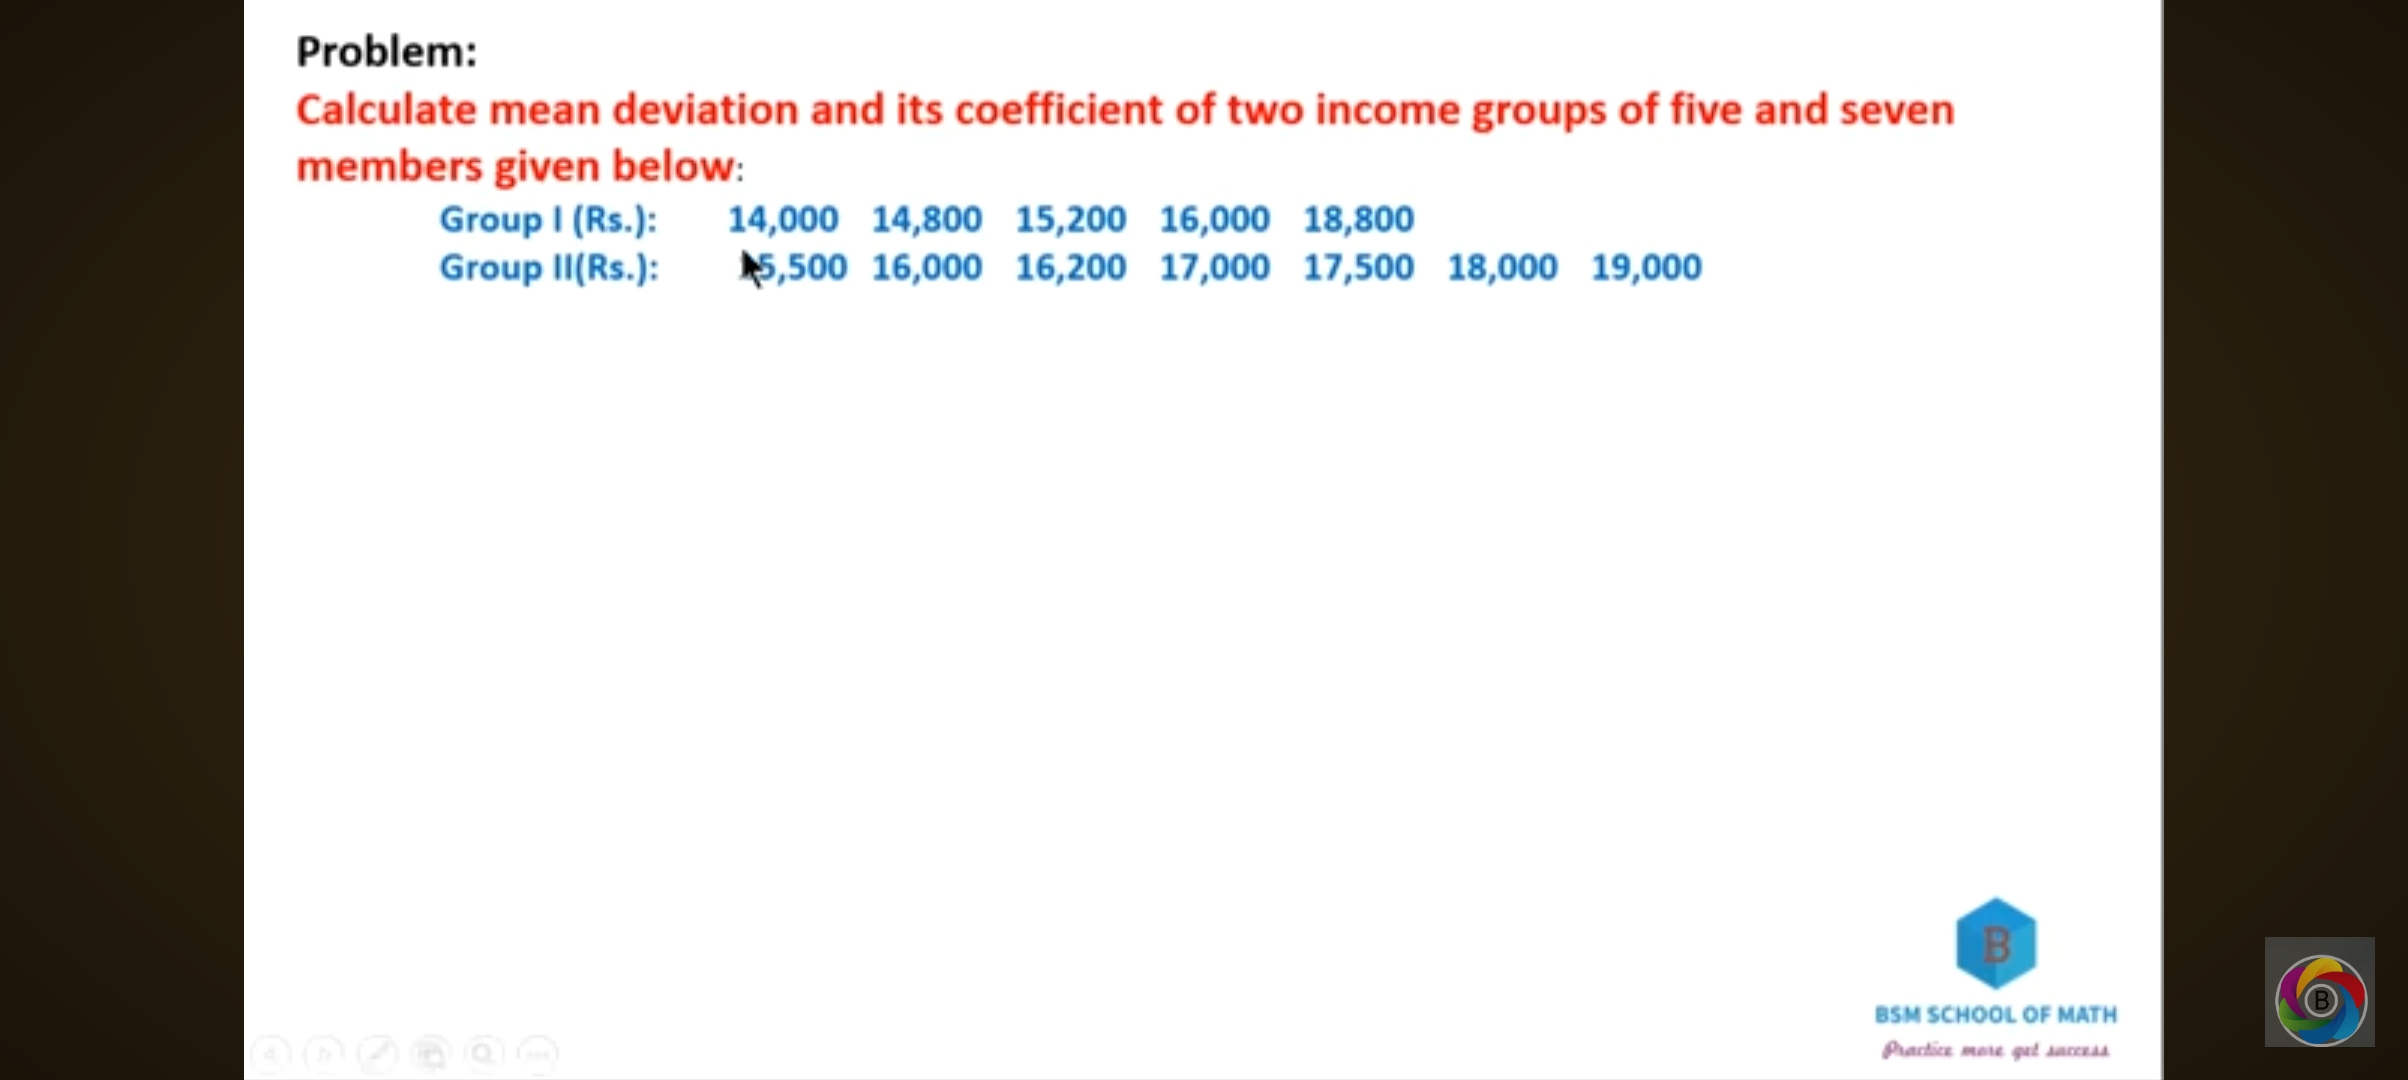 Problem:
Calculate mean deviation and its coefficient of two income groups of five and seven
members given below:
Group I (Rs.): 14,000 14,800 15,200 16,000 18,800
Group II(Rs.): 15,500 16,000 16,200 17,000 17,500 18,000 19,000
B
BSM SCHOOL OF MATH
Practice more get success
B